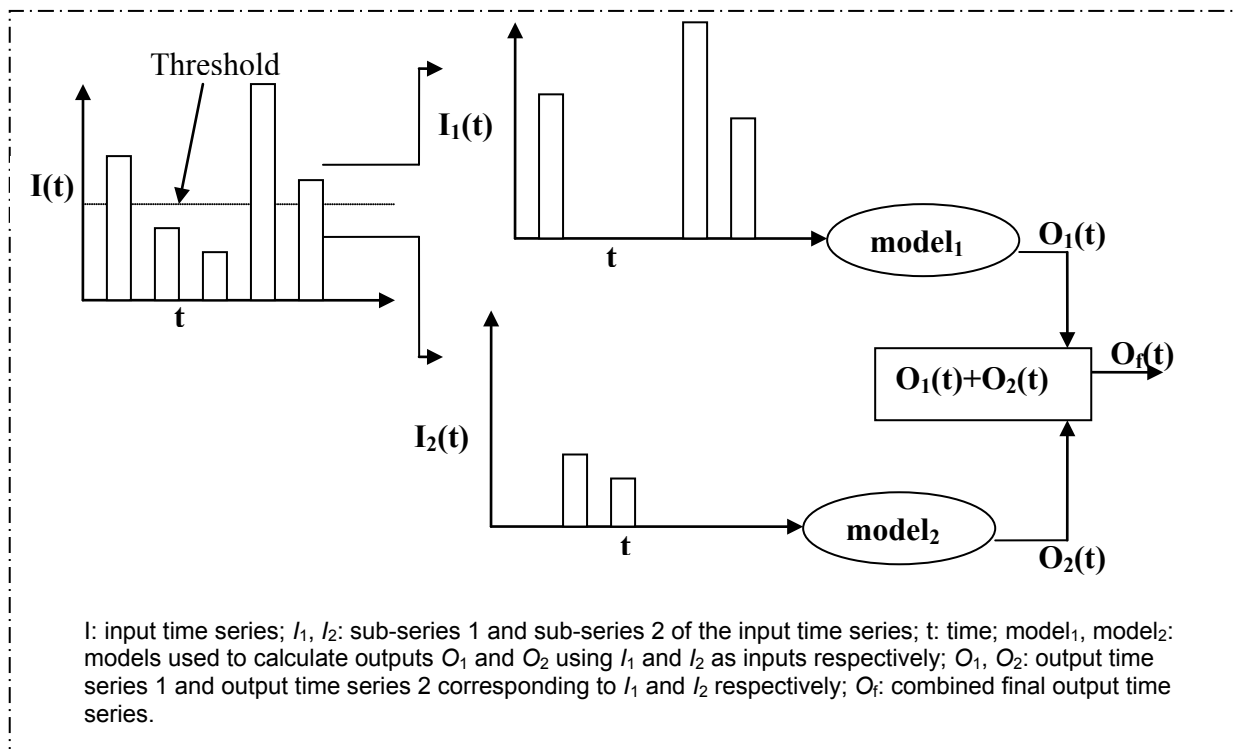 Threshold
I(t)
t
I₁(t)
t
model₁
O₁(t)
O₁(t)+O₂(t)
O_f(t)
I₂(t)
t
model₂
O₂(t)
I: input time series; I₁, I₂: sub-series 1 and sub-series 2 of the input time series; t: time; model₁, model₂:
models used to calculate outputs O₁ and O₂ using I₁ and I₂ as inputs respectively; O₁, O₂: output time
series 1 and output time series 2 corresponding to I₁ and I₂ respectively; O_f: combined final output time
series.